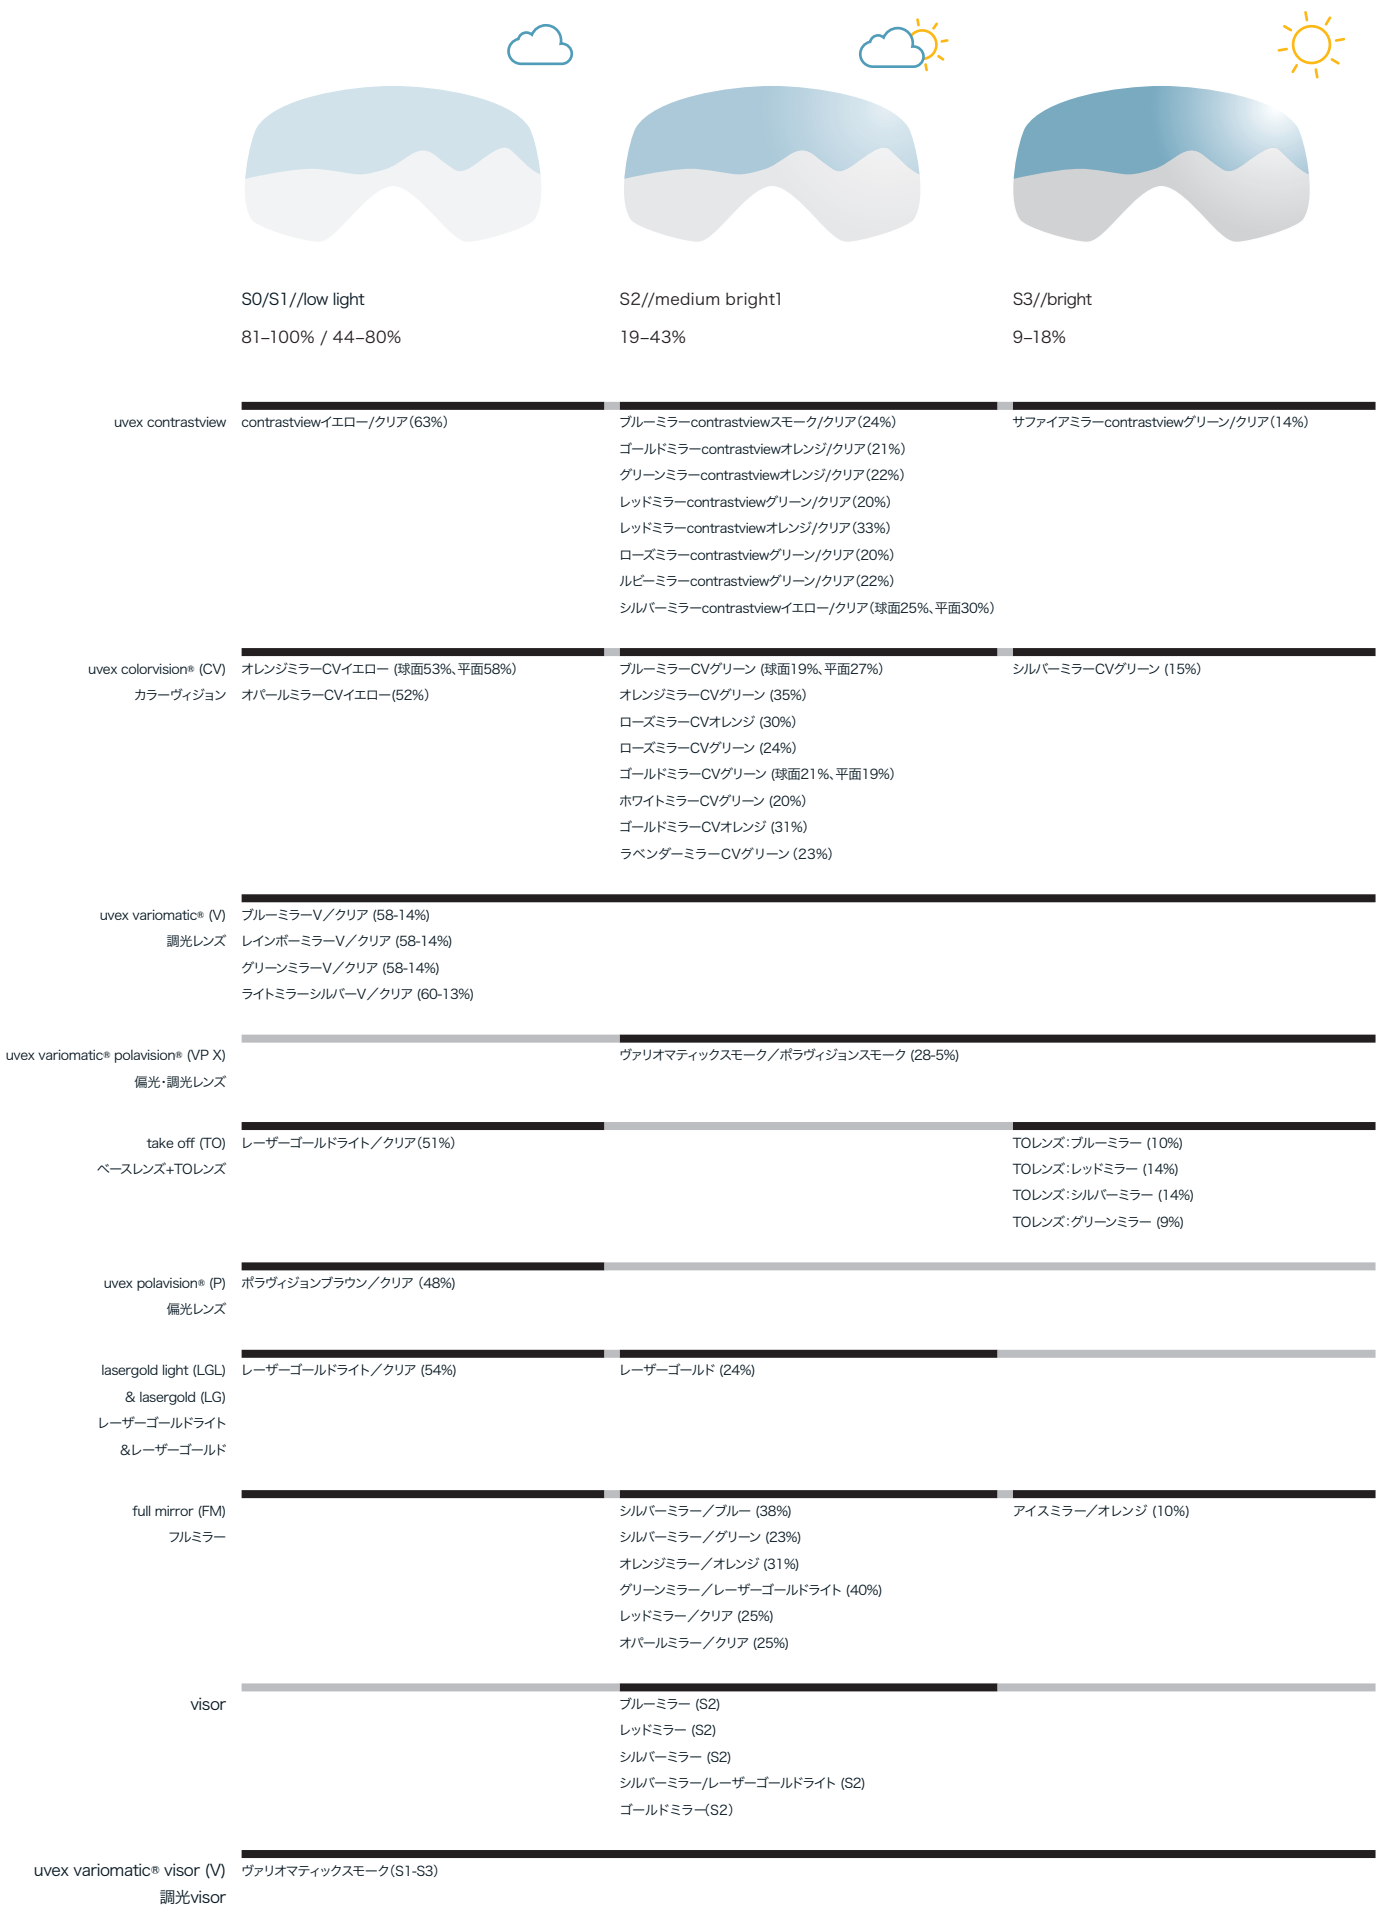 S0/S1//low light
81–100% / 44–80%
S2//medium bright1
19–43%
S3//bright
9–18%
uvex contrastview
contrastviewイエロー/クリア(63%)
ブルーミラーcontrastviewスモーク/クリア(24%)
ゴールドミラーcontrastviewオレンジ/クリア(21%)
グリーンミラーcontrastviewオレンジ/クリア(22%)
レッドミラーcontrastviewグリーン/クリア(20%)
レッドミラーcontrastviewオレンジ/クリア(33%)
ローズミラーcontrastviewグリーン/クリア(20%)
ルビーミラーcontrastviewグリーン/クリア(22%)
シルバーミラーcontrastviewイエロー/クリア(球面25%、平面30%)
サファイアミラーcontrastviewグリーン/クリア(14%)
uvex colorvision® (CV)
カラーヴィジョン
オレンジミラーCVイエロー (球面53%、平面58%)
オパールミラーCVイエロー(52%)
ブルーミラーCVグリーン (球面19%、平面27%)
オレンジミラーCVグリーン (35%)
ローズミラーCVオレンジ (30%)
ローズミラーCVグリーン (24%)
ゴールドミラーCVグリーン (球面21%、平面19%)
ホワイトミラーCVグリーン (20%)
ゴールドミラーCVオレンジ (31%)
ラベンダーミラーCVグリーン (23%)
シルバーミラーCVグリーン (15%)
uvex variomatic® (V)
調光レンズ
ブルーミラーV／クリア (58-14%)
レインボーミラーV／クリア (58-14%)
グリーンミラーV／クリア (58-14%)
ライトミラーシルバーV／クリア (60-13%)
uvex variomatic® polavision® (VP X)
偏光・調光レンズ
ヴァリオマティックスモーク／ポラヴィジョンスモーク (28-5%)
take off (TO)
ベースレンズ+TOレンズ
レーザーゴールドライト／クリア(51%)
TOレンズ：ブルーミラー (10%)
TOレンズ：レッドミラー (14%)
TOレンズ：シルバーミラー (14%)
TOレンズ：グリーンミラー (9%)
uvex polavision® (P)
偏光レンズ
ポラヴィジョンブラウン／クリア (48%)
lasergold light (LGL)
& lasergold (LG)
レーザーゴールドライト
&レーザーゴールド
レーザーゴールドライト／クリア (54%)
レーザーゴールド (24%)
full mirror (FM)
フルミラー
シルバーミラー／ブルー (38%)
シルバーミラー／グリーン (23%)
オレンジミラー／オレンジ (31%)
グリーンミラー／レーザーゴールドライト (40%)
レッドミラー／クリア (25%)
オパールミラー／クリア (25%)
アイスミラー／オレンジ (10%)
visor
ブルーミラー (S2)
レッドミラー (S2)
シルバーミラー (S2)
シルバーミラー/レーザーゴールドライト (S2)
ゴールドミラー(S2)
uvex variomatic® visor (V)
調光visor
ヴァリオマティックスモーク(S1-S3)